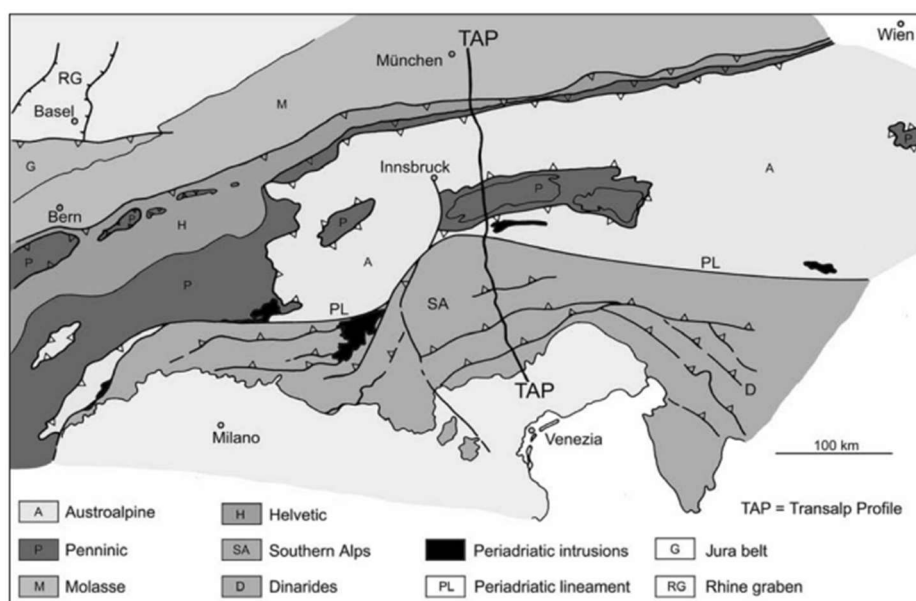 TAP
Wien
München
RG
Basel
M
P
G
Innsbruck
A
P
Bern
P
P
H
P
A
PL
P
PL
SA
D
TAP
Milano
Venezia
100 km
TAP = Transalp Profile
A Austroalpine
H Helvetic
P Penninic
SA Southern Alps
Periadriatic intrusions
G Jura belt
M Molasse
D Dinarides
PL Periadriatic lineament
RG Rhine graben